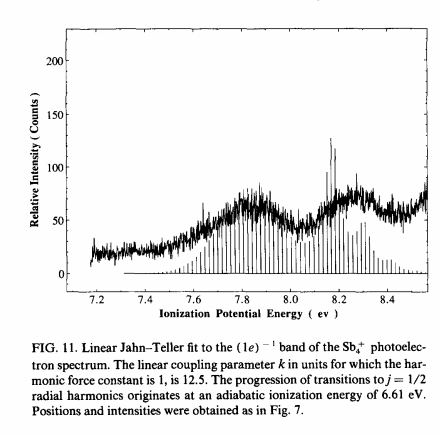 200
150
100
50
0
Relative Intensity ( Counts )
7.2 7.4 7.6 7.8 8.0 8.2 8.4
Ionization Potential Energy ( ev )
FIG. 11. Linear Jahn–Teller fit to the (1e) ⁻¹ band of the Sb₄⁺ photoelec-
tron spectrum. The linear coupling parameter k in units for which the har-
monic force constant is 1, is 12.5. The progression of transitions to j = 1/2
radial harmonics originates at an adiabatic ionization energy of 6.61 eV.
Positions and intensities were obtained as in Fig. 7.